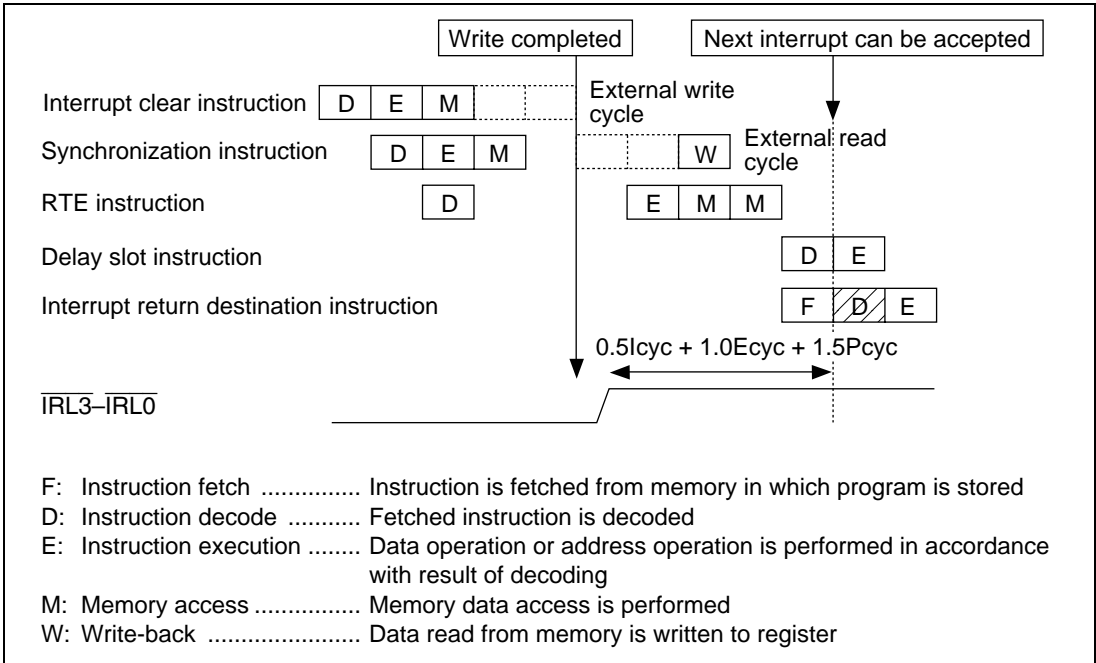 Write completed
Next interrupt can be accepted
Interrupt clear instruction D E M External write
cycle
Synchronization instruction D E M W External read
cycle
RTE instruction D E M M
Delay slot instruction D E
Interrupt return destination instruction F D E
0.5Icyc + 1.0Ecyc + 1.5Pcyc
IRL3–IRL0
F: Instruction fetch ............... Instruction is fetched from memory in which program is stored
D: Instruction decode ........... Fetched instruction is decoded
E: Instruction execution ........ Data operation or address operation is performed in accordance
with result of decoding
M: Memory access ................ Memory data access is performed
W: Write-back ....................... Data read from memory is written to register